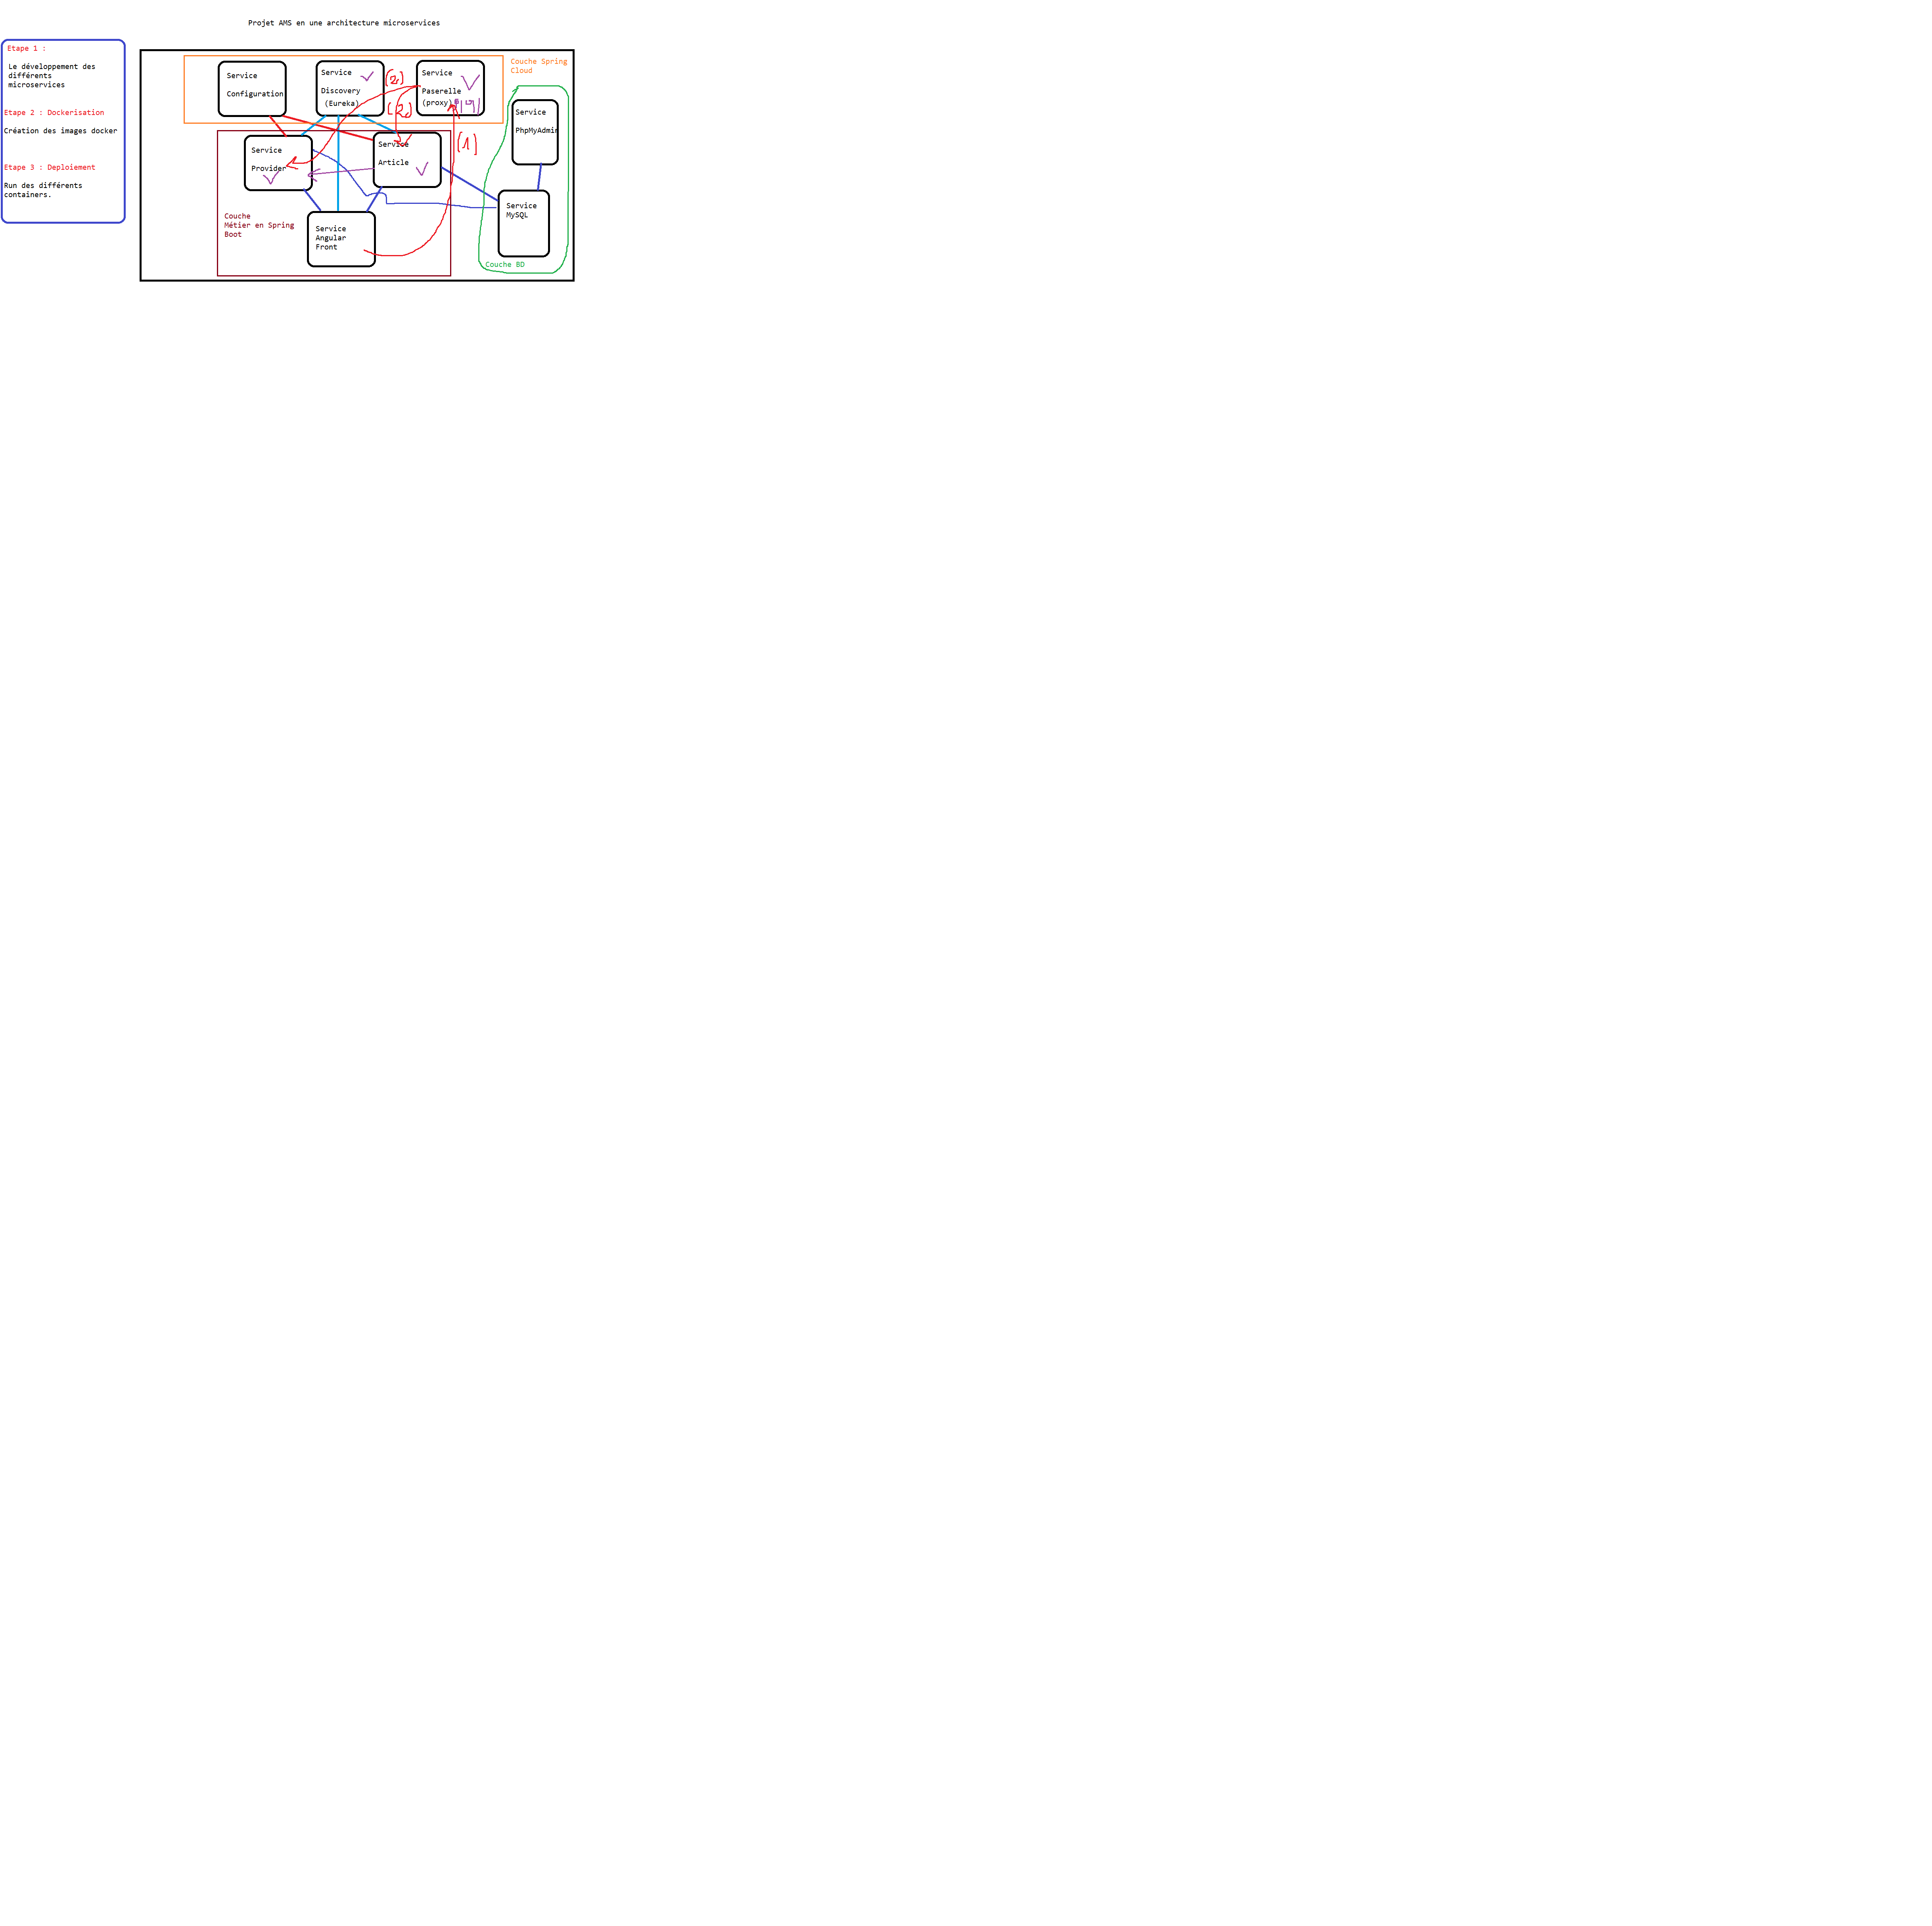 Projet AMS en une architecture microservices
Etape 1 :
Le développement des
différents
microservices
Etape 2 : Dockerisation
Création des images docker
Etape 3 : Deploiement
Run des différents
containers.
Couche Spring
Cloud
Service
Configuration
Service
Discovery
(Eureka)
(2)
(2)
Service
Paserelle
(proxy)
(1)
Service
PhpMyAdmin
Service
Provider
Service
Article
Service
MySQL
Couche
Métier en Spring
Boot
Service
Angular
Front
Couche BD